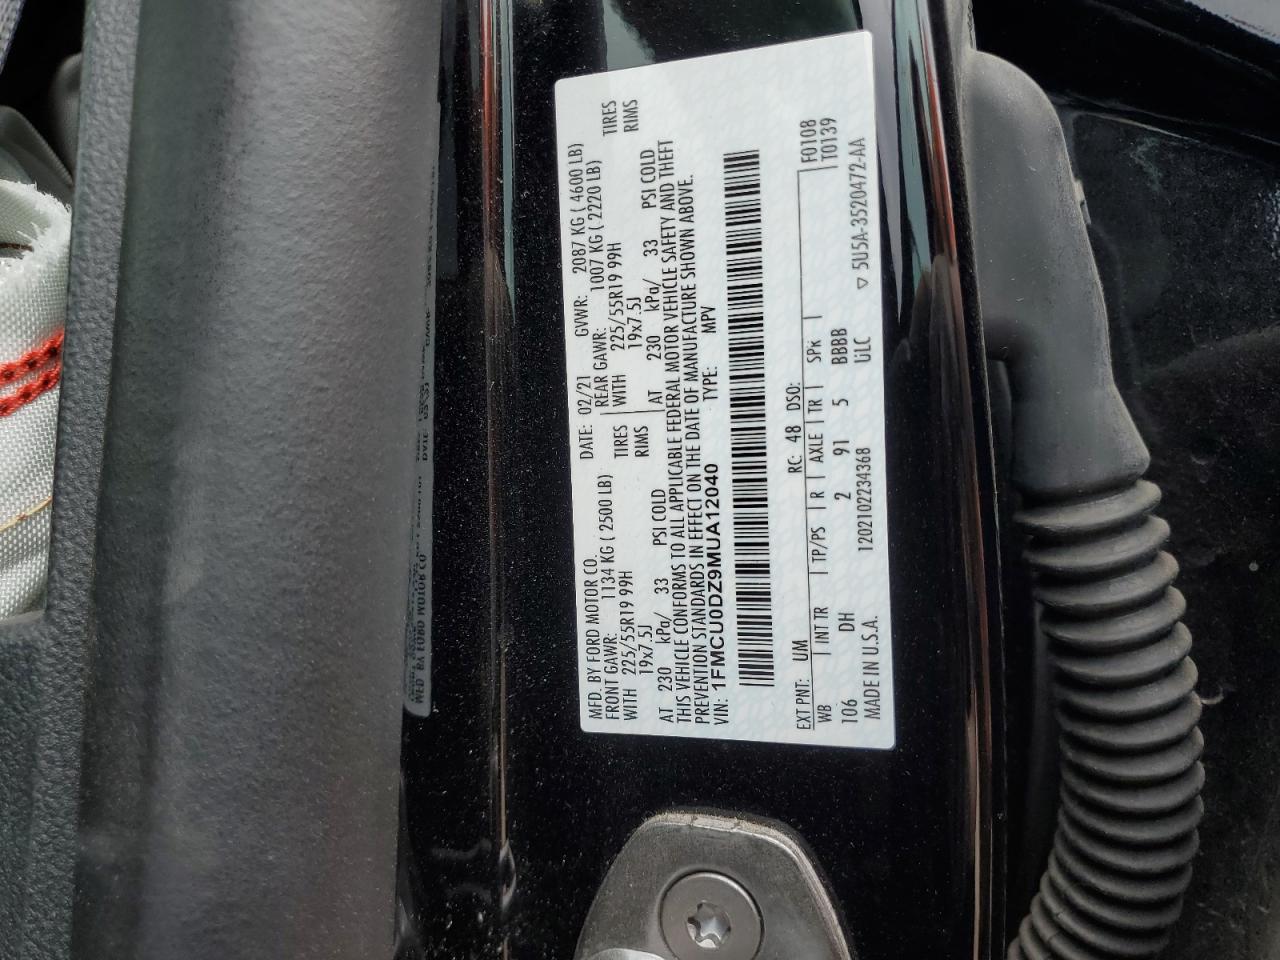 MFD. BY FORD MOTOR CO.
DATE: 02/21 GVWR: 2087 KG ( 4600 LB)
FRONT GAWR: 1134 KG ( 2500 LB) REAR GAWR: 1007 KG ( 2220 LB)
WITH 225/55R19 99H TIRES WITH 225/55R19 99H TIRES
19x7.5J RIMS 19x7.5J RIMS
AT 230 kPa/ 33 PSI COLD AT 230 kPa/ 33 PSI COLD
THIS VEHICLE CONFORMS TO ALL APPLICABLE FEDERAL MOTOR VEHICLE SAFETY AND THEFT
PREVENTION STANDARDS IN EFFECT ON THE DATE OF MANUFACTURE SHOWN ABOVE.
VIN: 1FMCU0DZ9MUA12040 TYPE: MPV
EXT PNT: UM RC: 48 DSO: F0108
WB INT TR TP/PS R AXLE TR SPR T0139
106 DH 2 91 5 BBBB
MADE IN U.S.A. 1202102234368 ULC ▽ 5U5A-3520472-AA